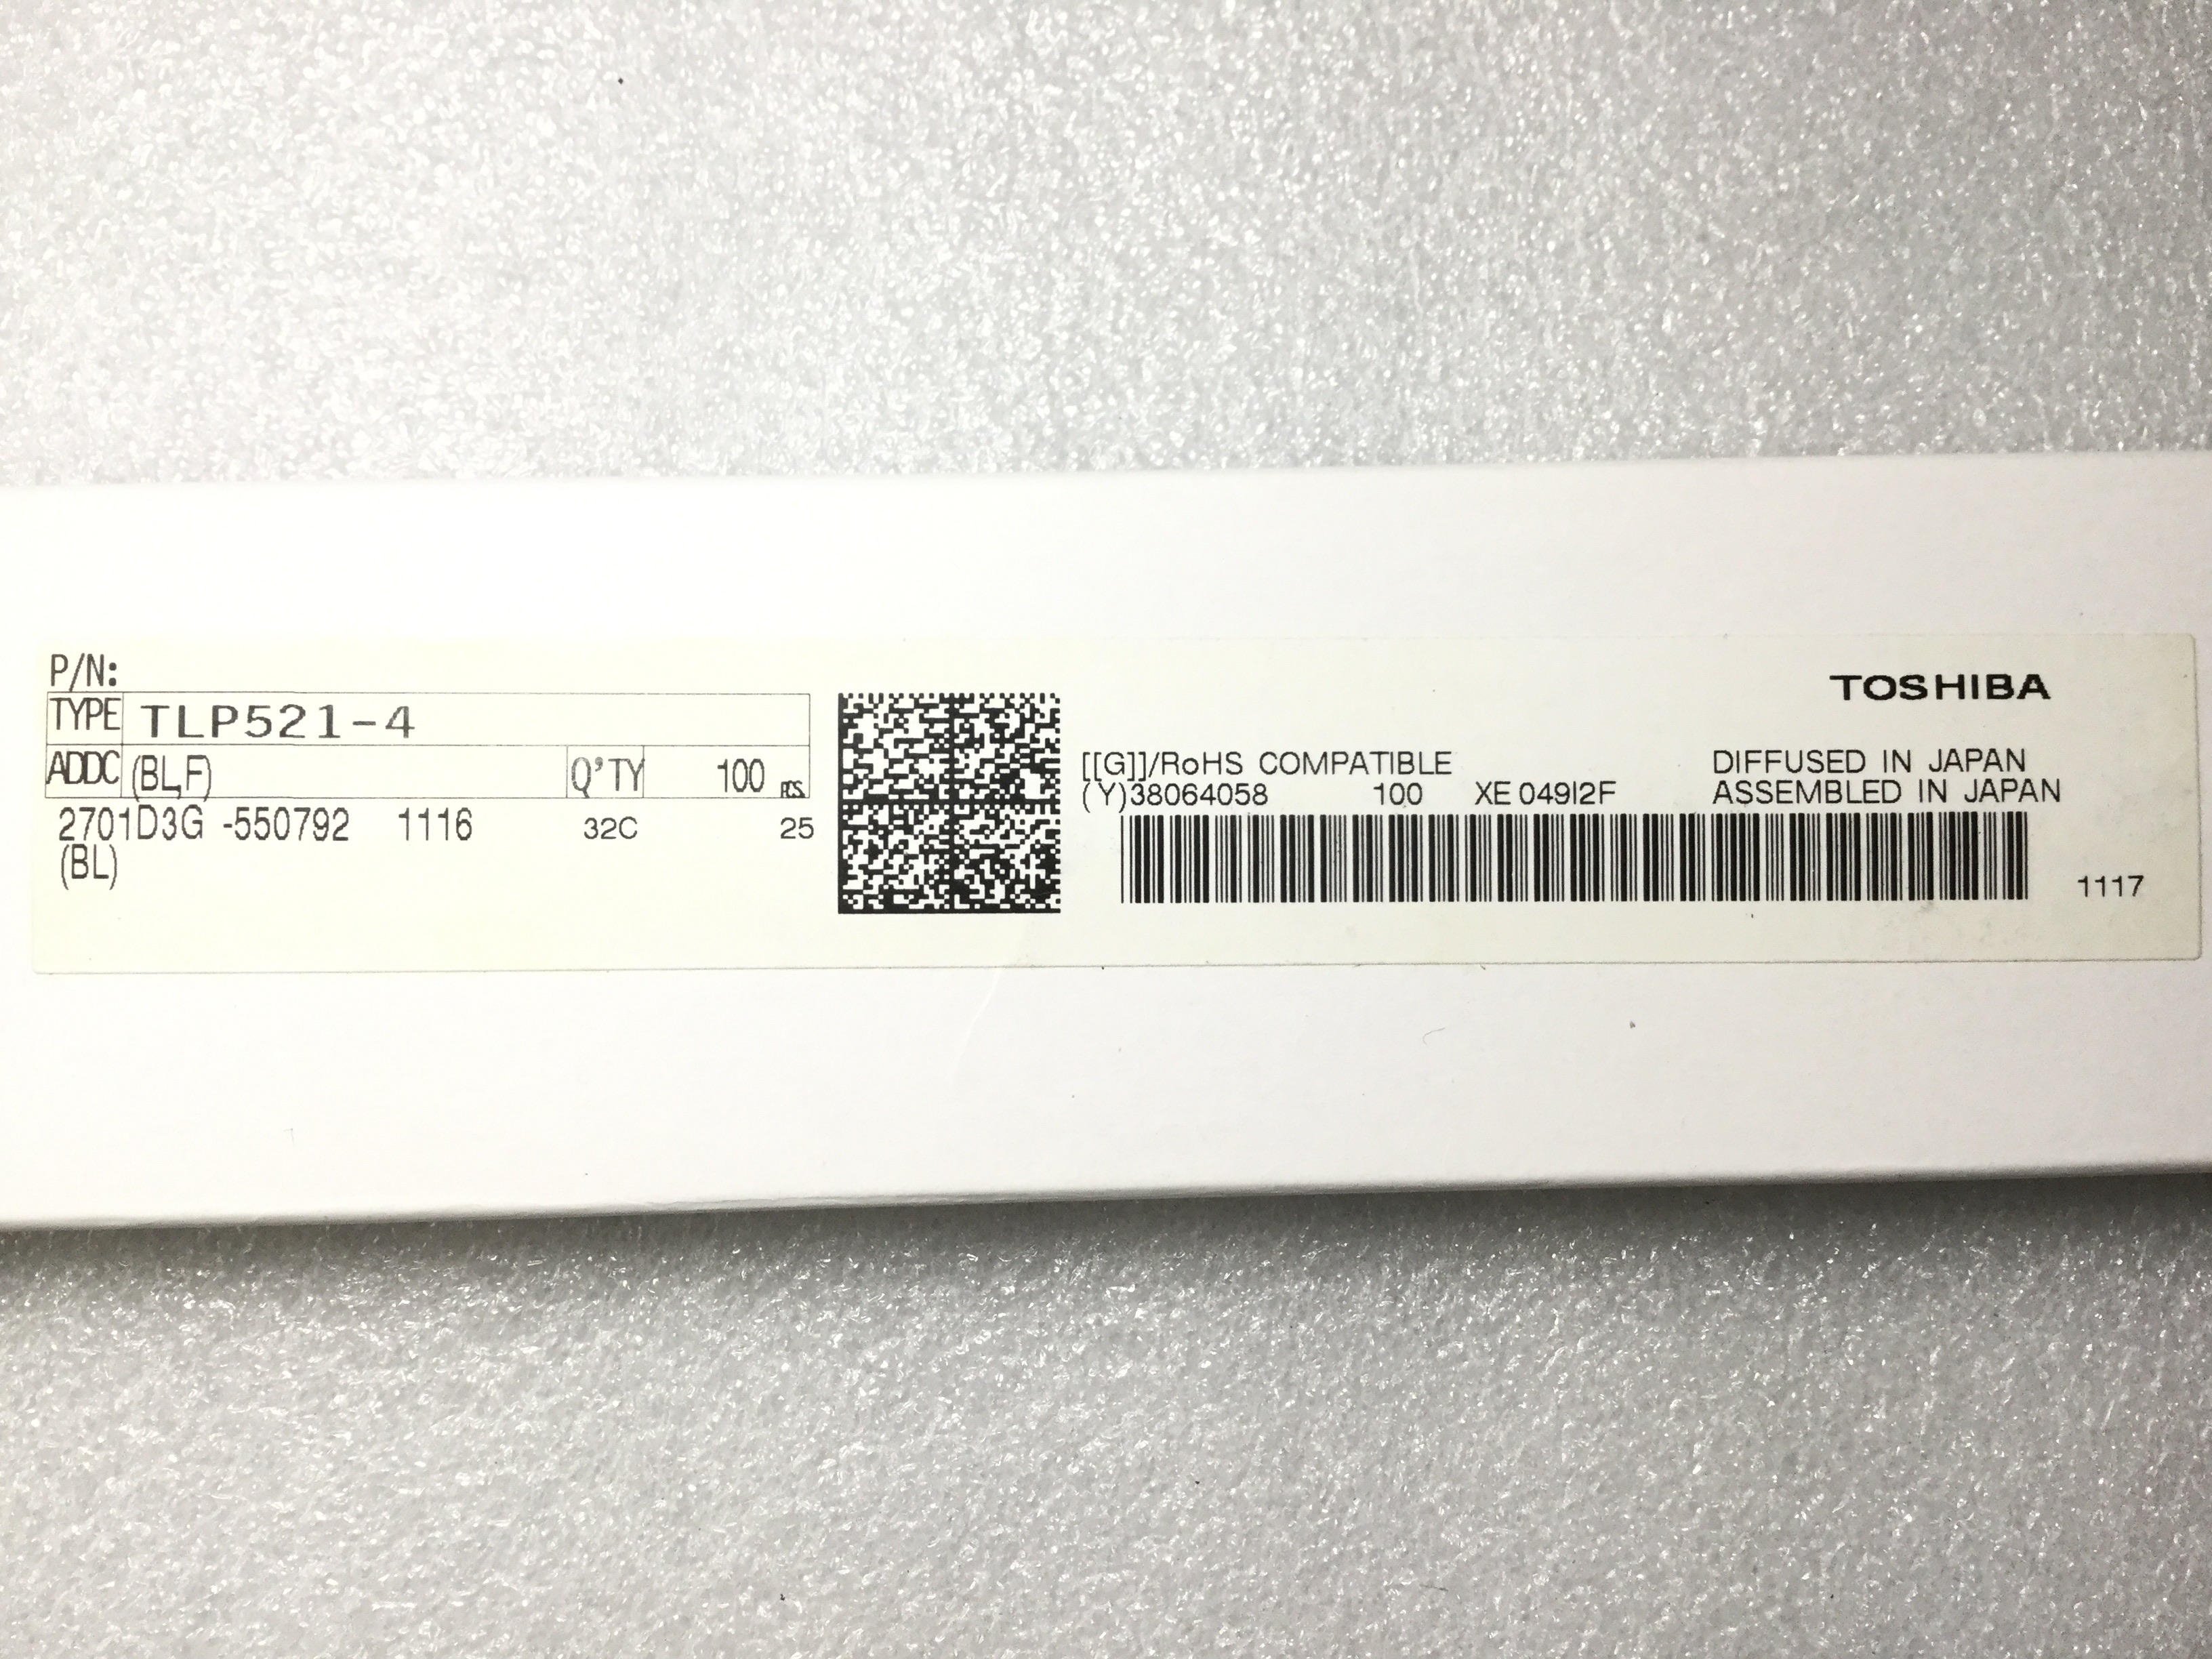 P/N:
TYPE TLP521-4
ADDC (BL,F) Q'TY 100 PCS.
2701D3G -550792 1116 32C 25
(BL)
TOSHIBA
[[G]]/RoHS COMPATIBLE DIFFUSED IN JAPAN
(Y)38064058 100 XE 049I2F ASSEMBLED IN JAPAN
1117